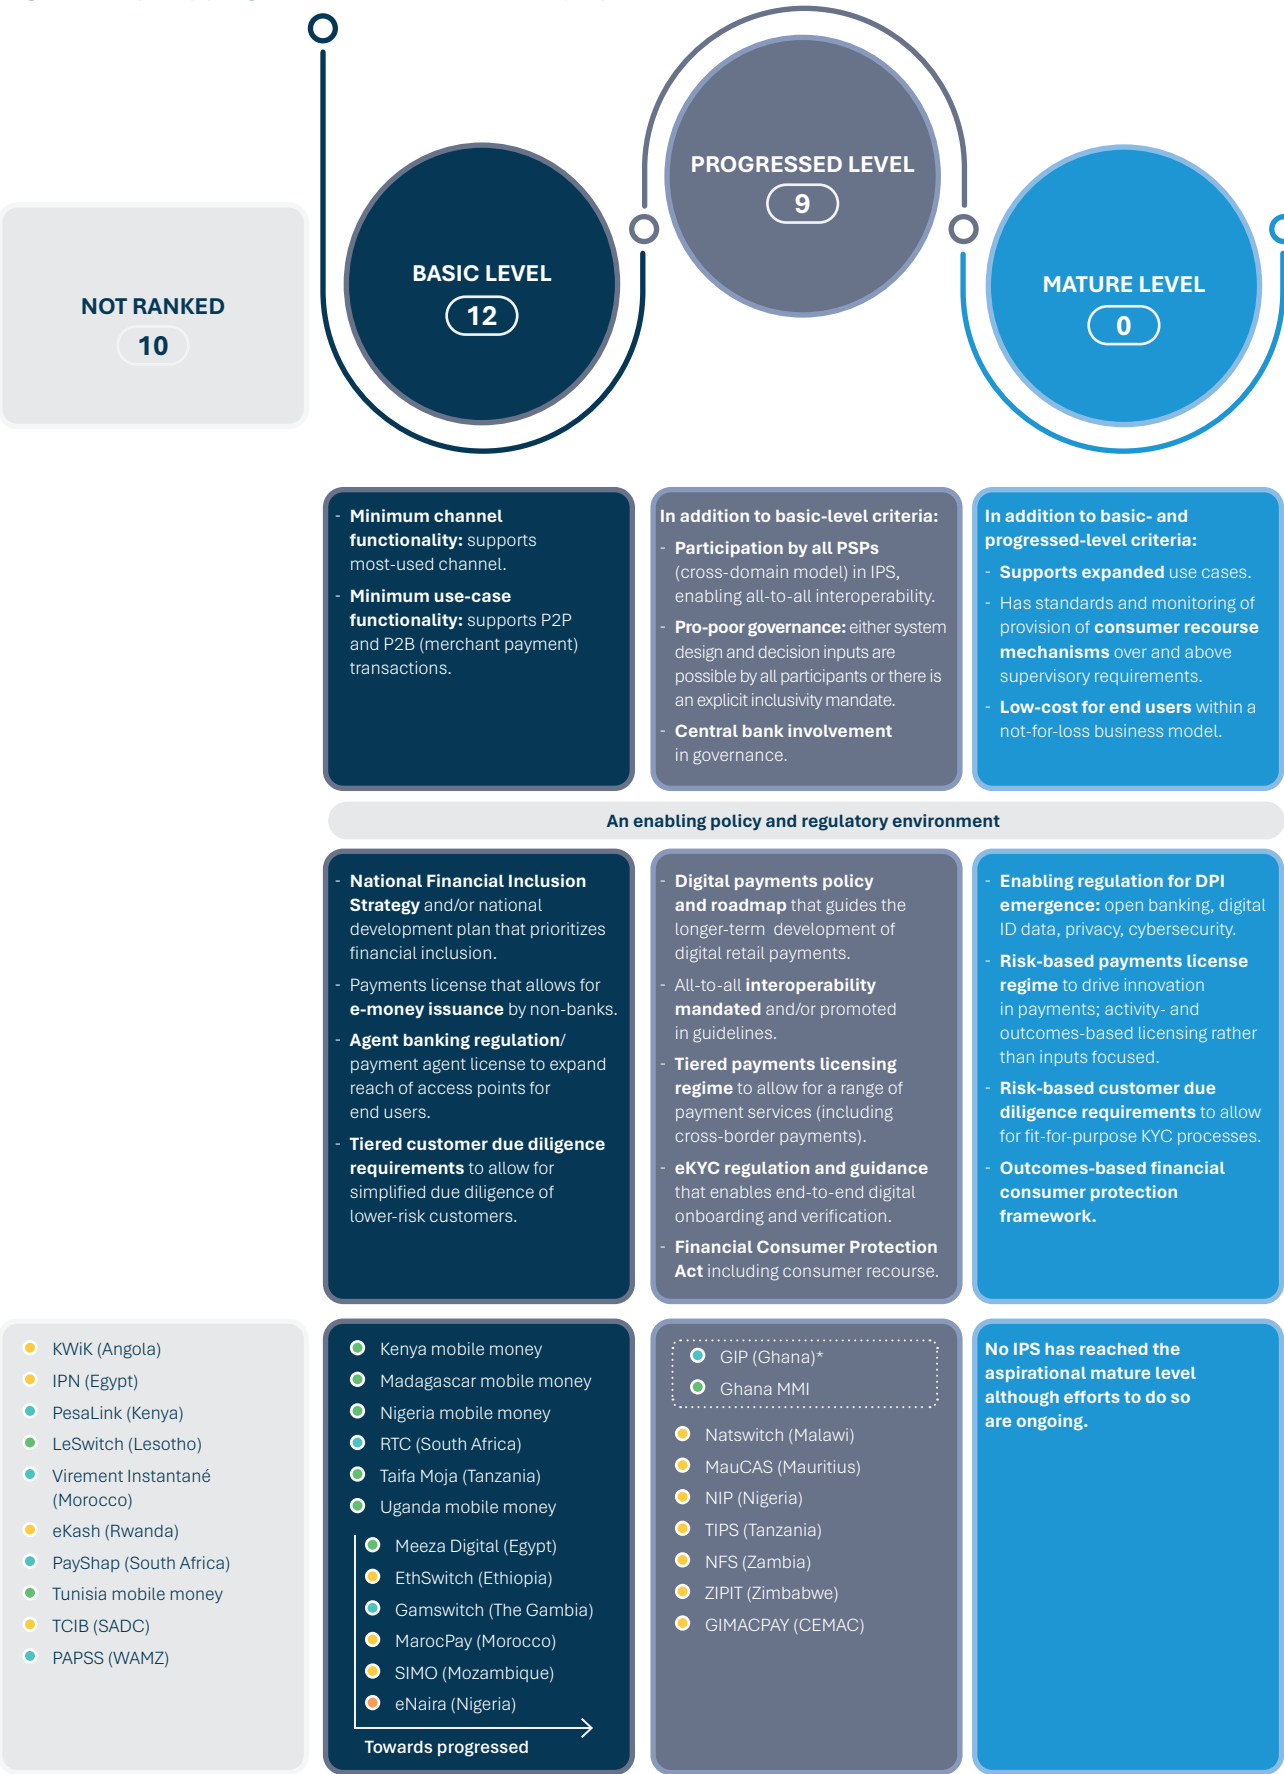 NOT RANKED
10
BASIC LEVEL
12
PROGRESSED LEVEL
9
MATURE LEVEL
0
- Minimum channel
functionality: supports
most-used channel.
- Minimum use-case
functionality: supports P2P
and P2B (merchant payment)
transactions.
In addition to basic-level criteria:
- Participation by all PSPs
(cross-domain model) in IPS,
enabling all-to-all interoperability.
- Pro-poor governance: either system
design and decision inputs are
possible by all participants or there is
an explicit inclusivity mandate.
- Central bank involvement
in governance.
In addition to basic- and
progressed-level criteria:
- Supports expanded use cases.
- Has standards and monitoring of
provision of consumer recourse
mechanisms over and above
supervisory requirements.
- Low-cost for end users within a
not-for-loss business model.
An enabling policy and regulatory environment
- National Financial Inclusion
Strategy and/or national
development plan that prioritizes
financial inclusion.
- Payments license that allows for
e-money issuance by non-banks.
- Agent banking regulation/
payment agent license to expand
reach of access points for
end users.
- Tiered customer due diligence
requirements to allow for
simplified due diligence of
lower-risk customers.
- Digital payments policy
and roadmap that guides the
longer-term development of
digital retail payments.
- All-to-all interoperability
mandated and/or promoted
in guidelines.
- Tiered payments licensing
regime to allow for a range of
payment services (including
cross-border payments).
- eKYC regulation and guidance
that enables end-to-end digital
onboarding and verification.
- Financial Consumer Protection
Act including consumer recourse.
- Enabling regulation for DPI
emergence: open banking, digital
ID data, privacy, cybersecurity.
- Risk-based payments license
regime to drive innovation
in payments; activity- and
outcomes-based licensing rather
than inputs focused.
- Risk-based customer due
diligence requirements to allow
for fit-for-purpose KYC processes.
- Outcomes-based financial
consumer protection
framework.
KWiK (Angola)
IPN (Egypt)
PesaLink (Kenya)
LeSwitch (Lesotho)
Virement Instantané
(Morocco)
eKash (Rwanda)
PayShap (South Africa)
Tunisia mobile money
TCIB (SADC)
PAPSS (WAMZ)
Kenya mobile money
Madagascar mobile money
Nigeria mobile money
RTC (South Africa)
Taifa Moja (Tanzania)
Uganda mobile money
Meeza Digital (Egypt)
EthSwitch (Ethiopia)
Gamswitch (The Gambia)
MarocPay (Morocco)
SIMO (Mozambique)
eNaira (Nigeria)
Towards progressed
GIP (Ghana)*
Ghana MMI
Natswitch (Malawi)
MauCAS (Mauritius)
NIP (Nigeria)
TIPS (Tanzania)
NFS (Zambia)
ZIPIT (Zimbabwe)
GIMACPAY (CEMAC)
No IPS has reached the
aspirational mature level
although efforts to do so
are ongoing.